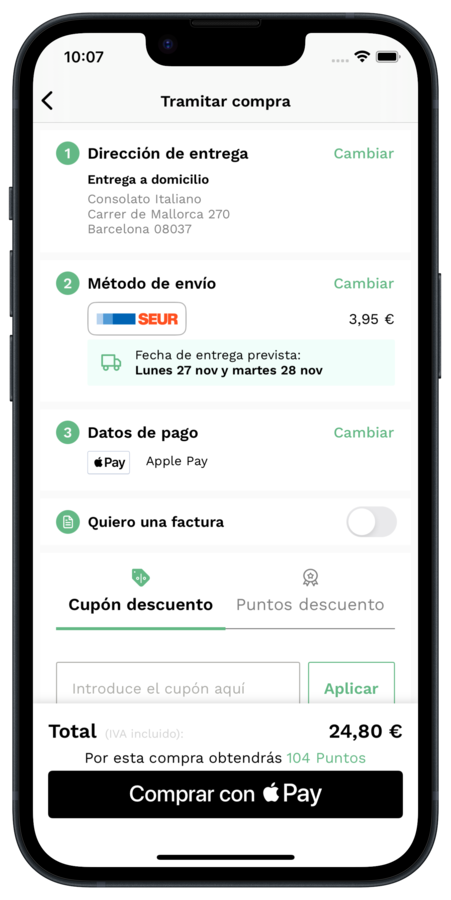 10:07
Tramitar compra
1 Dirección de entrega Cambiar
Entrega a domicilio
Consolato Italiano
Carrer de Mallorca 270
Barcelona 08037
2 Método de envío Cambiar
SEUR 3,95 €
Fecha de entrega prevista:
Lunes 27 nov y martes 28 nov
3 Datos de pago Cambiar
Pay Apple Pay
Quiero una factura
Cupón descuento Puntos descuento
Introduce el cupón aquí Aplicar
Total (IVA incluido): 24,80 €
Por esta compra obtendrás 104 Puntos
Comprar con Pay